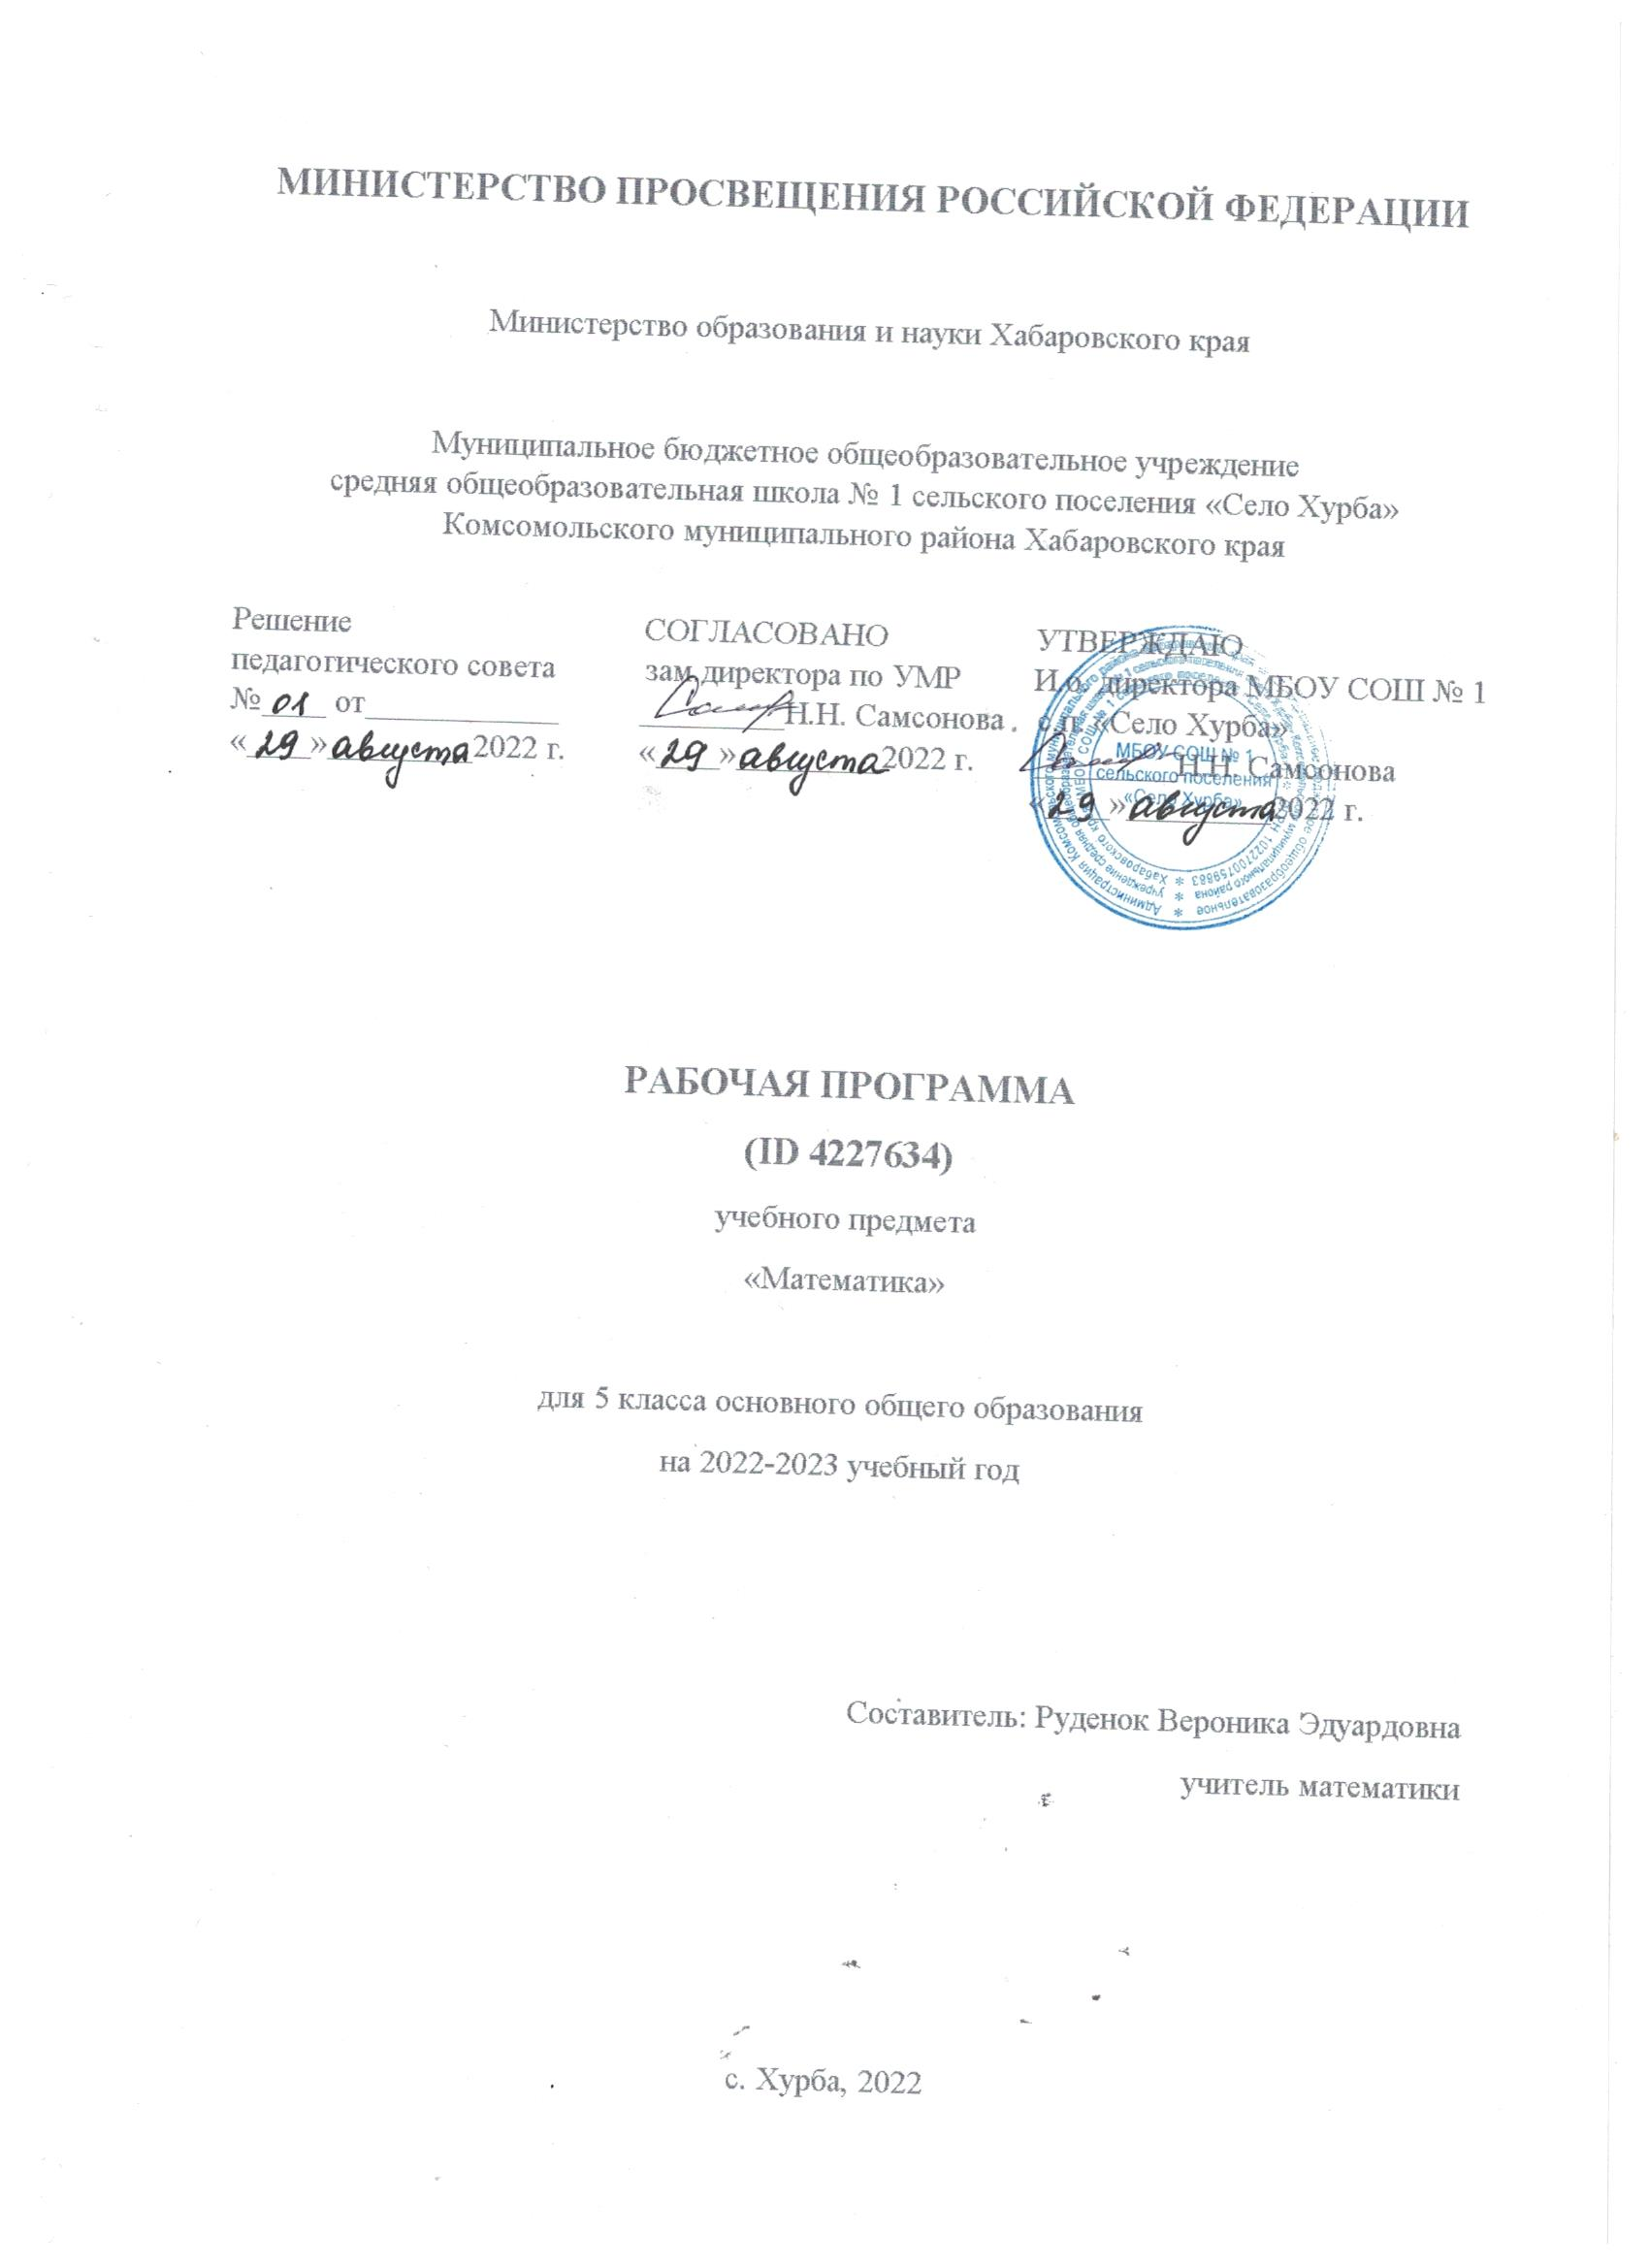 МИНИСТЕРСТВО ПРОСВЕЩЕНИЯ РОССИЙСКОЙ ФЕДЕРАЦИИ
Министерство образования и науки Хабаровского края
Муниципальное бюджетное общеобразовательное учреждение
средняя общеобразовательная школа № 1 сельского поселения «Село Хурба»
Комсомольского муниципального района Хабаровского края
Решение
педагогического совета
№ 01 от____________
«29» августа 2022 г.
СОГЛАСОВАНО
зам.директора по УМР
_________Н.Н. Самсонова
«29» августа 2022 г.
УТВЕРЖДАЮ
И.о. директора МБОУ СОШ № 1
с.п. «Село Хурба»
_________Н.Н. Самсонова
«29» августа 2022 г.
МБОУ СОШ № 1
сельского поселения
«Село Хурба»
РАБОЧАЯ ПРОГРАММА
(ID 4227634)
учебного предмета
«Математика»
для 5 класса основного общего образования
на 2022-2023 учебный год
Составитель: Руденок Вероника Эдуардовна
учитель математики
с. Хурба, 2022